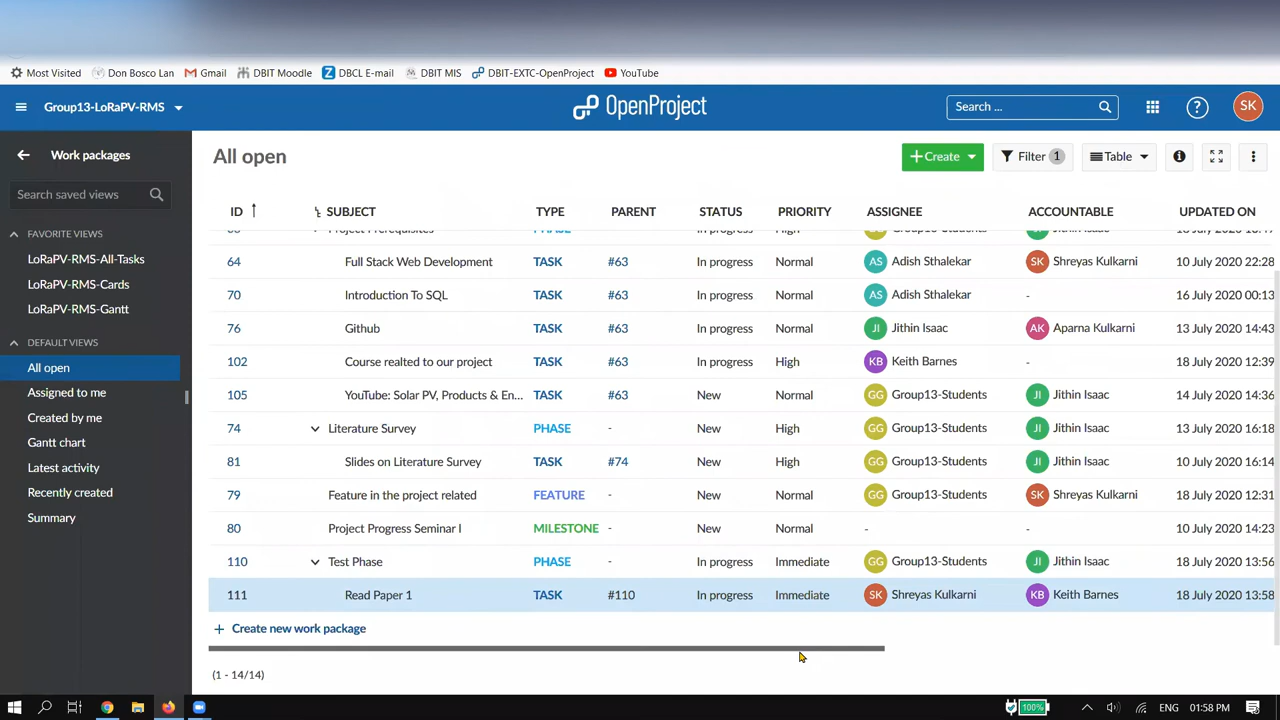 Most Visited Don Bosco Lan Gmail DBIT Moodle DBCL E-mail DBIT MIS DBIT-EXTC-OpenProject YouTube
Group13-LoRaPV-RMS OpenProject Search ... ? SK
Work packages
Search saved views
FAVORITE VIEWS
LoRaPV-RMS-All-Tasks
LoRaPV-RMS-Cards
LoRaPV-RMS-Gantt
DEFAULT VIEWS
All open
Assigned to me
Created by me
Gantt chart
Latest activity
Recently created
Summary
All open + Create Filter 1 Table
ID SUBJECT TYPE PARENT STATUS PRIORITY ASSIGNEE ACCOUNTABLE UPDATED ON
Project Prerequisites PHASE - In progress High Group13-Students Jithin Isaac
64 Full Stack Web Development TASK #63 In progress Normal AS Adish Sthalekar SK Shreyas Kulkarni 10 July 2020 22:28
70 Introduction To SQL TASK #63 In progress Normal AS Adish Sthalekar - 16 July 2020 00:13
76 Github TASK #63 In progress Normal JI Jithin Isaac AK Aparna Kulkarni 13 July 2020 14:43
102 Course realted to our project TASK #63 In progress High KB Keith Barnes - 18 July 2020 12:39
105 YouTube: Solar PV, Products & En... TASK #63 New Normal GG Group13-Students JI Jithin Isaac 14 July 2020 14:36
74 Literature Survey PHASE - New High GG Group13-Students JI Jithin Isaac 13 July 2020 16:18
81 Slides on Literature Survey TASK #74 New High GG Group13-Students JI Jithin Isaac 10 July 2020 16:14
79 Feature in the project related FEATURE - New Normal GG Group13-Students SK Shreyas Kulkarni 18 July 2020 12:31
80 Project Progress Seminar I MILESTONE - New Normal - - 10 July 2020 14:23
110 Test Phase PHASE - In progress Immediate GG Group13-Students JI Jithin Isaac 18 July 2020 13:56
111 Read Paper 1 TASK #110 In progress Immediate SK Shreyas Kulkarni KB Keith Barnes 18 July 2020 13:58
+ Create new work package
(1 - 14/14)
100% ENG 01:58 PM